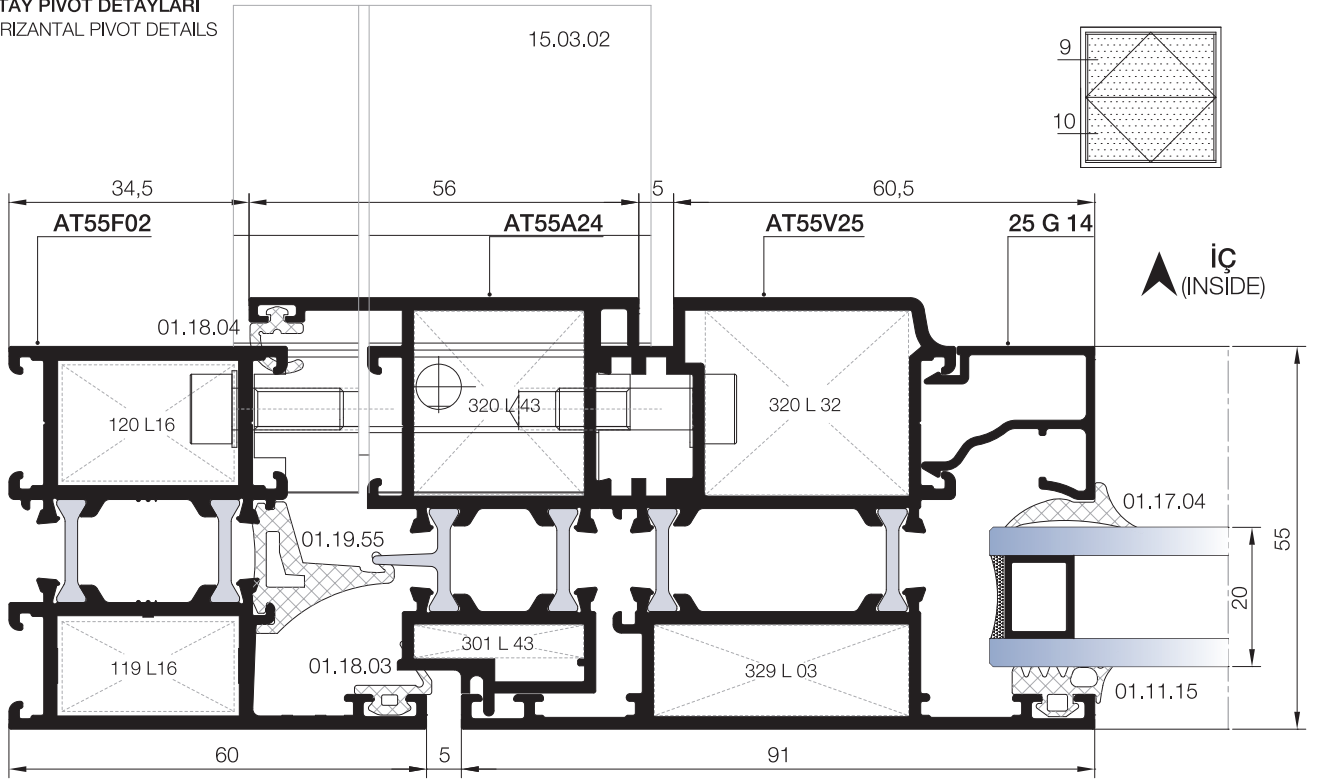 TAY PİVOT DETAYLARI
RIZANTAL PIVOT DETAILS
15.03.02
9
10
34,5
56
5
60,5
AT55F02
AT55A24
AT55V25
25 G 14
İÇ
(INSIDE)
01.18.04
120 L16
320 L 43
320 L 32
01.17.04
01.19.55
55
20
119 L16
01.18.03
301 L 43
329 L 03
01.11.15
60
5
91